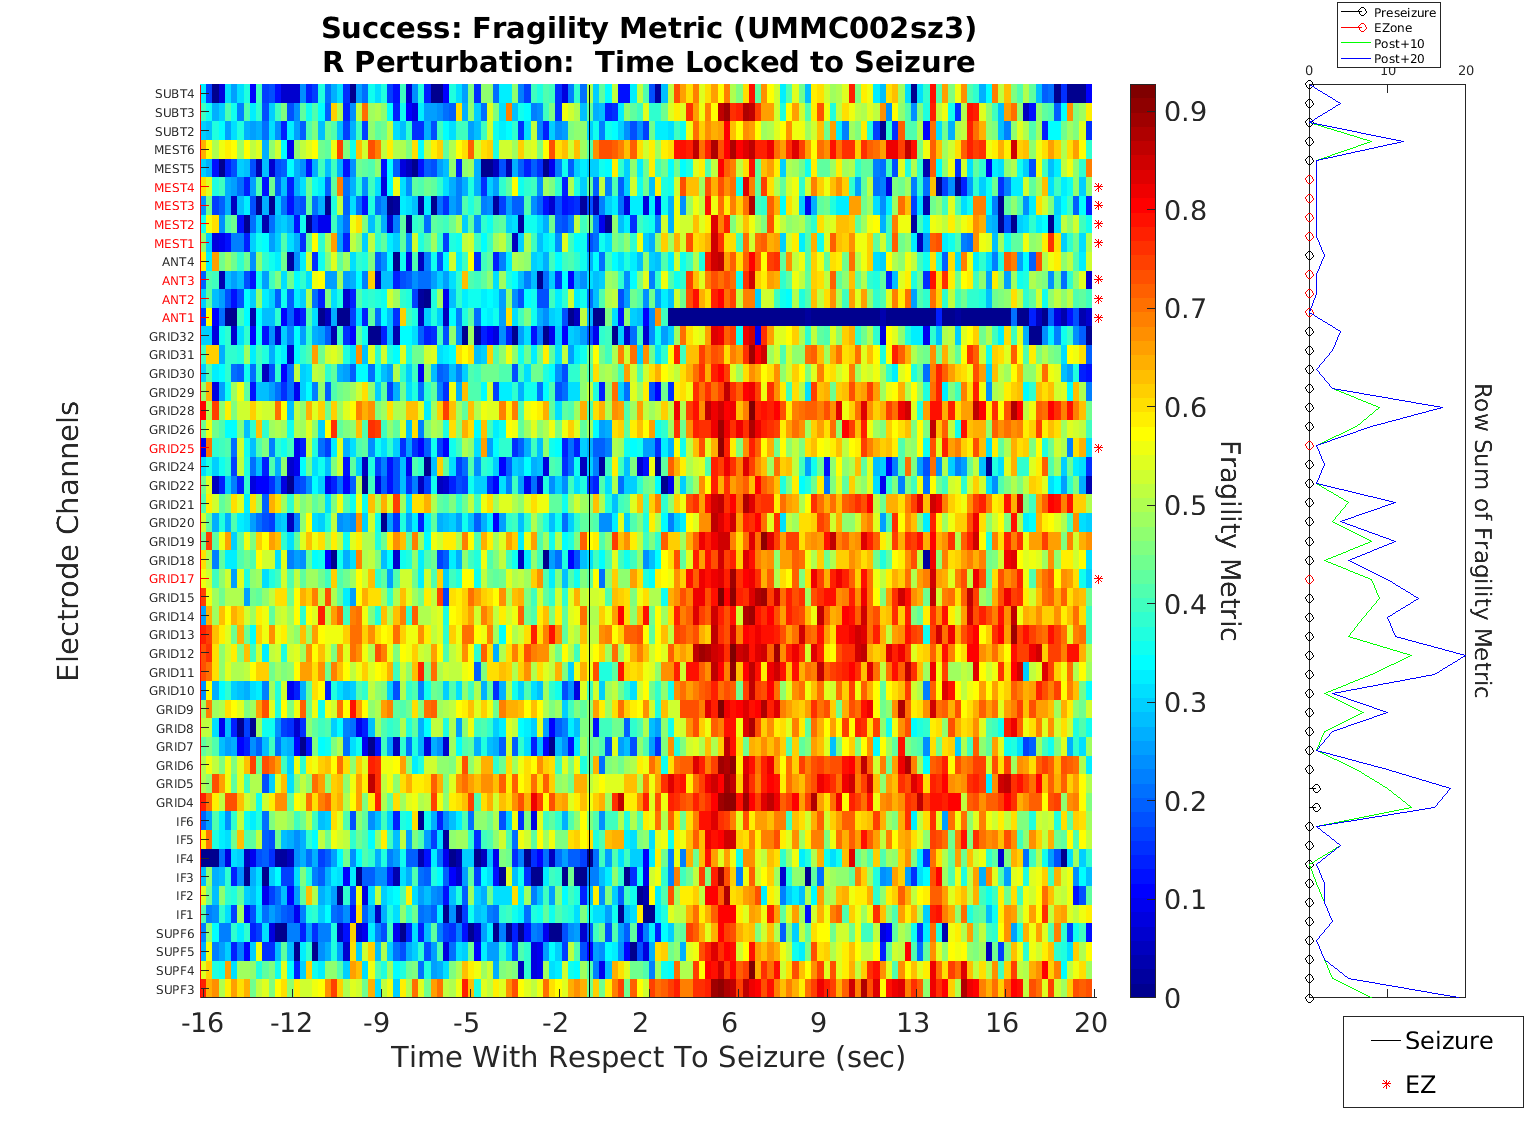 Success: Fragility Metric (UMMC002sz3)
R Perturbation:  Time Locked to Seizure
Preseizure
EZone
Post+10
Post+20
0 10 20
SUBT4
SUBT3
SUBT2
MEST6
MEST5
MEST4
MEST3
MEST2
MEST1
ANT4
ANT3
ANT2
ANT1
GRID32
GRID31
GRID30
GRID29
GRID28
GRID26
GRID25
GRID24
GRID22
GRID21
GRID20
GRID19
GRID18
GRID17
GRID15
GRID14
GRID13
GRID12
GRID11
GRID10
GRID9
GRID8
GRID7
GRID6
GRID5
GRID4
IF6
IF5
IF4
IF3
IF2
IF1
SUPF6
SUPF5
SUPF4
SUPF3
Electrode Channels
-16 -12 -9 -5 -2 2 6 9 13 16 20
Time With Respect To Seizure (sec)
0.9
0.8
0.7
0.6
0.5
0.4
0.3
0.2
0.1
0
Fragility Metric
Row Sum of Fragility Metric
Seizure
EZ